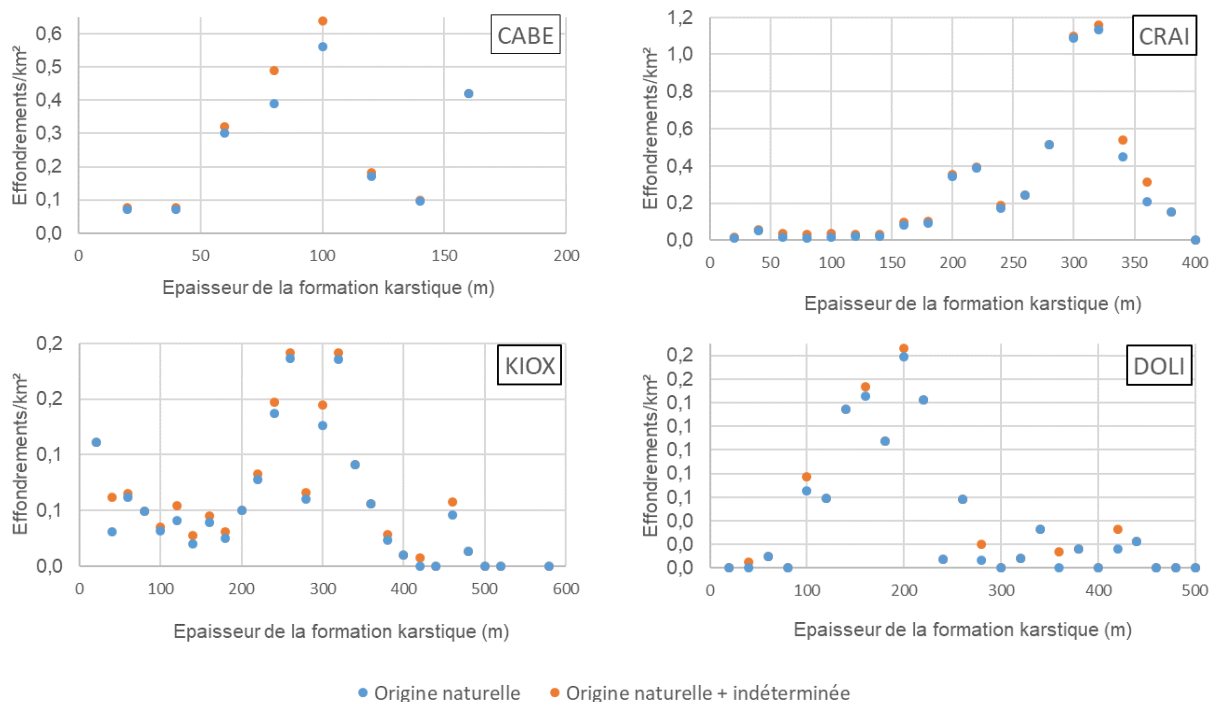 CABE
Effondrements/km²
0,6
0,5
0,4
0,3
0,2
0,1
0,0
0 50 100 150 200
Epaisseur de la formation karstique (m)
CRAI
Effondrements/km²
1,2
1,0
0,8
0,6
0,4
0,2
0,0
0 50 100 150 200 250 300 350 400
Epaisseur de la formation karstique (m)
KIOX
Effondrements/km²
0,2
0,2
0,1
0,1
0,0
0 100 200 300 400 500 600
Epaisseur de la formation karstique (m)
DOLI
Effondrements/km²
0,2
0,2
0,1
0,1
0,1
0,1
0,1
0,0
0,0
0,0
0 100 200 300 400 500
Epaisseur de la formation karstique (m)
Origine naturelle Origine naturelle + indéterminée